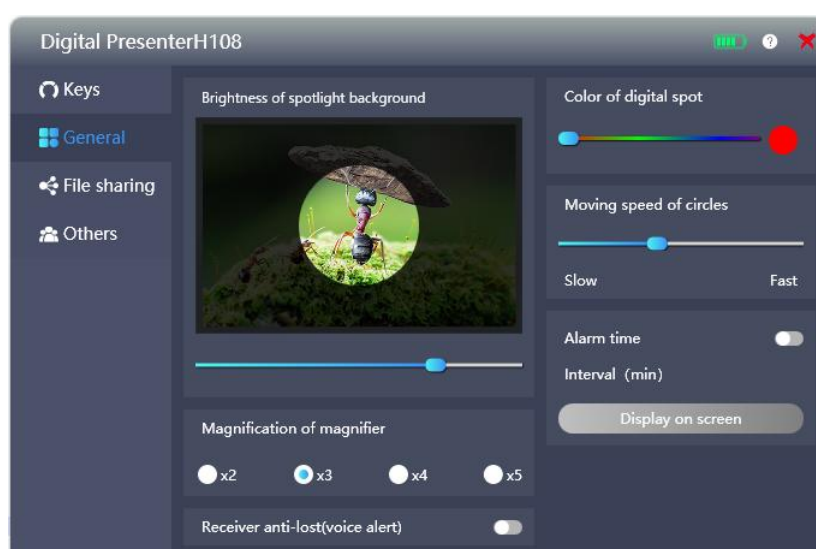 Digital PresenterH108
?
Keys
General
File sharing
Others
Brightness of spotlight background
Magnification of magnifier
x2 x3 x4 x5
Receiver anti-lost(voice alert)
Color of digital spot
Moving speed of circles
Slow Fast
Alarm time
Interval (min)
Display on screen